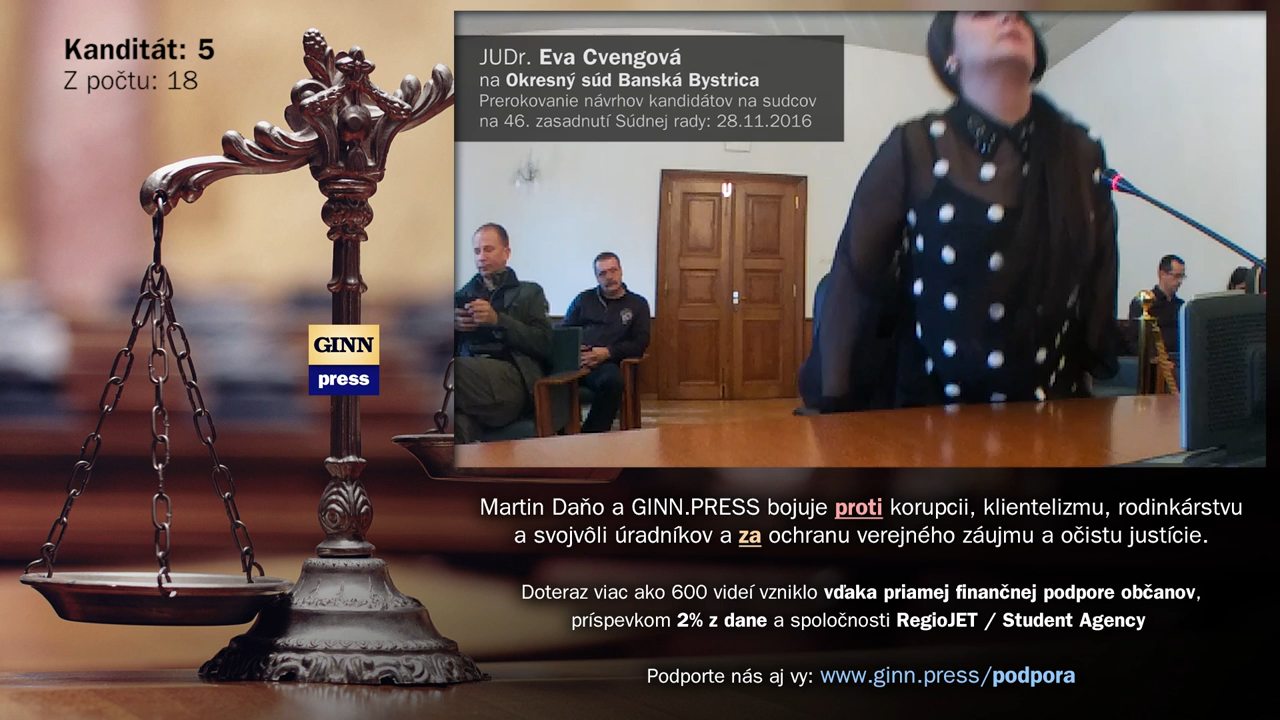 Kanditát: 5
Z počtu: 18
JUDr. Eva Cvengová
na Okresný súd Banská Bystrica
Prerokovanie návrhov kandidátov na sudcov
na 46. zasadnutí Súdnej rady: 28.11.2016
GINN
press
Martin Daňo a GINN.PRESS bojuje proti korupcii, klientelizmu, rodinkárstvu
a svojvôli úradníkov a za ochranu verejného záujmu a očistu justície.
Doteraz viac ako 600 videí vzniklo vďaka priamej finančnej podpore občanov,
príspevkom 2% z dane a spoločnosti RegioJET / Student Agency
Podporte nás aj vy: www.ginn.press/podpora